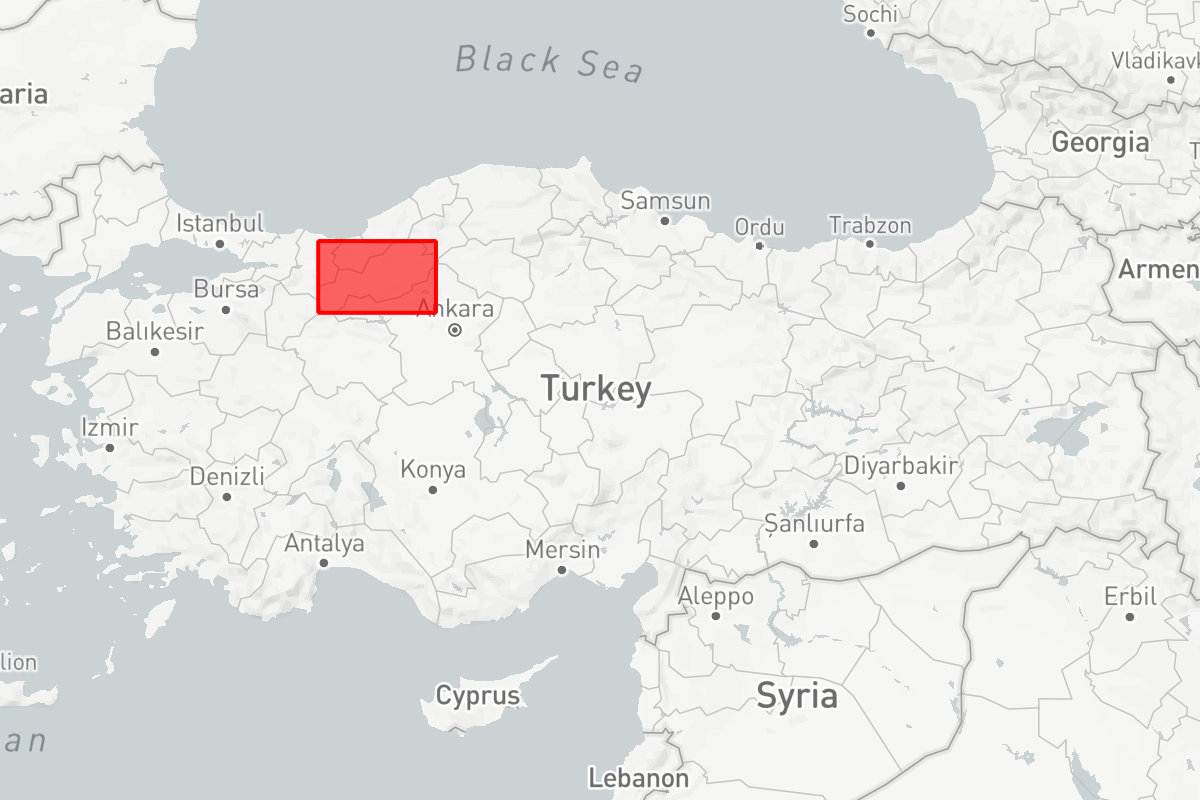 Sochi
Black Sea
Vladikavk
aria
Georgia
T
Samsun
Istanbul
Ordu
Trabzon
Armen
Bursa
Ankara
Balıkesir
Turkey
Izmir
Konya
Diyarbakir
Denizli
Şanlıurfa
Antalya
Mersin
Aleppo
Erbil
lion
Cyprus
Syria
an
Lebanon